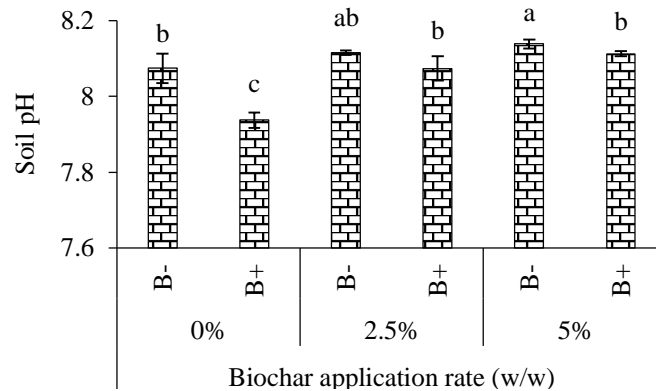 8.2
8
7.8
7.6
Soil pH
b
c
ab
b
a
b
B-
B+
B-
B+
B-
B+
0%
2.5%
5%
Biochar application rate (w/w)